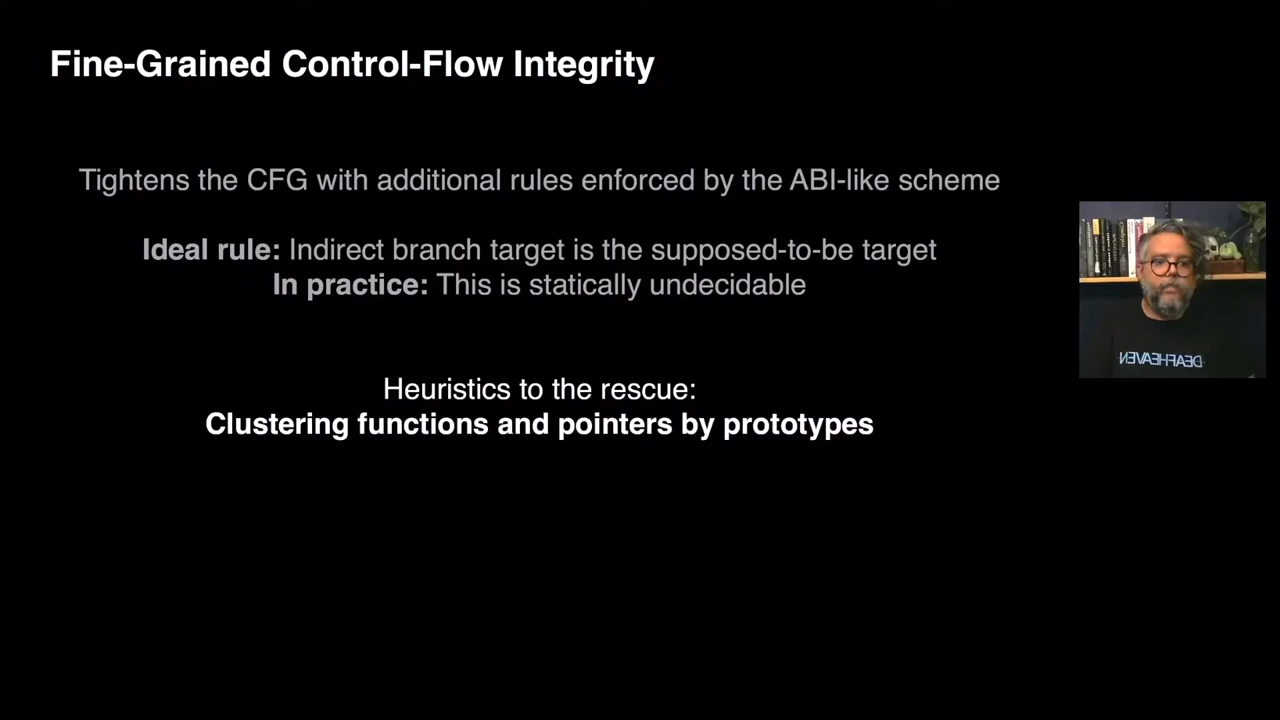 Fine-Grained Control-Flow Integrity
Tightens the CFG with additional rules enforced by the ABI-like scheme
Ideal rule: Indirect branch target is the supposed-to-be target
In practice: This is statically undecidable
Heuristics to the rescue:
Clustering functions and pointers by prototypes
DEAFHEAVEN